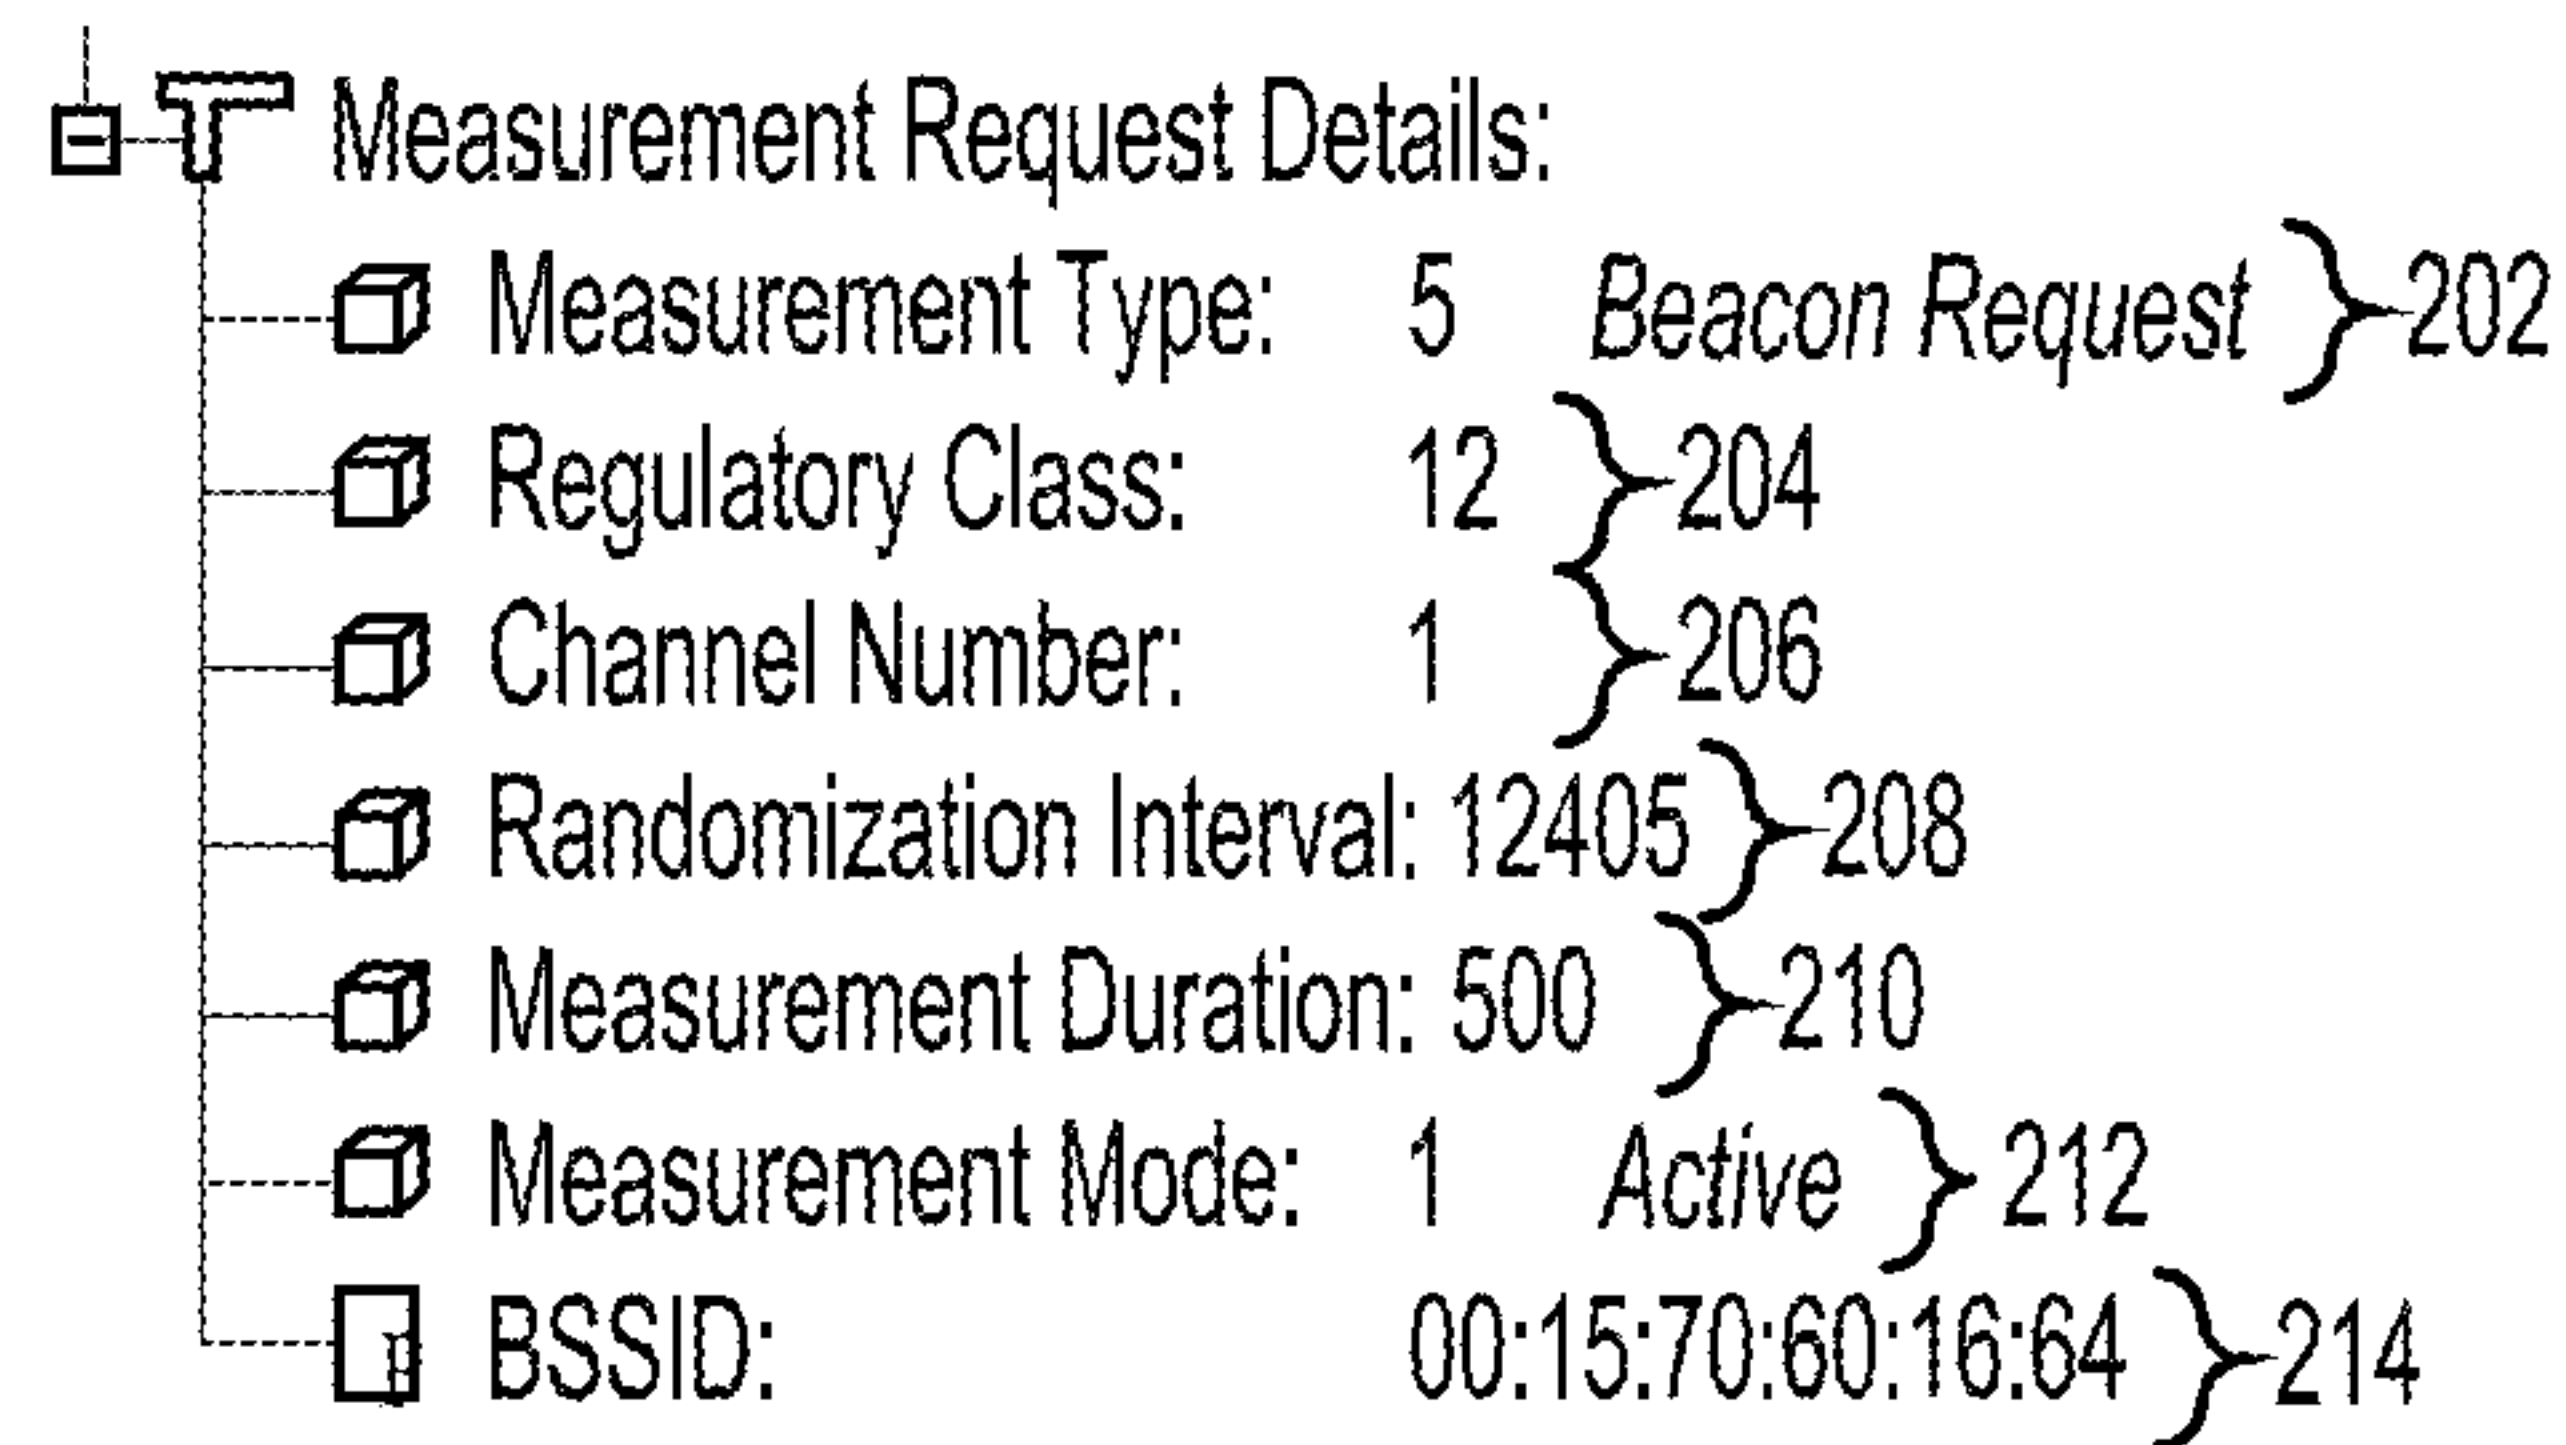 Measurement Request Details:
Measurement Type: 5 Beacon Request 202
Regulatory Class: 12 204
Channel Number: 1 206
Randomization Interval: 12405 208
Measurement Duration: 500 210
Measurement Mode: 1 Active 212
BSSID: 00:15:70:60:16:64 214